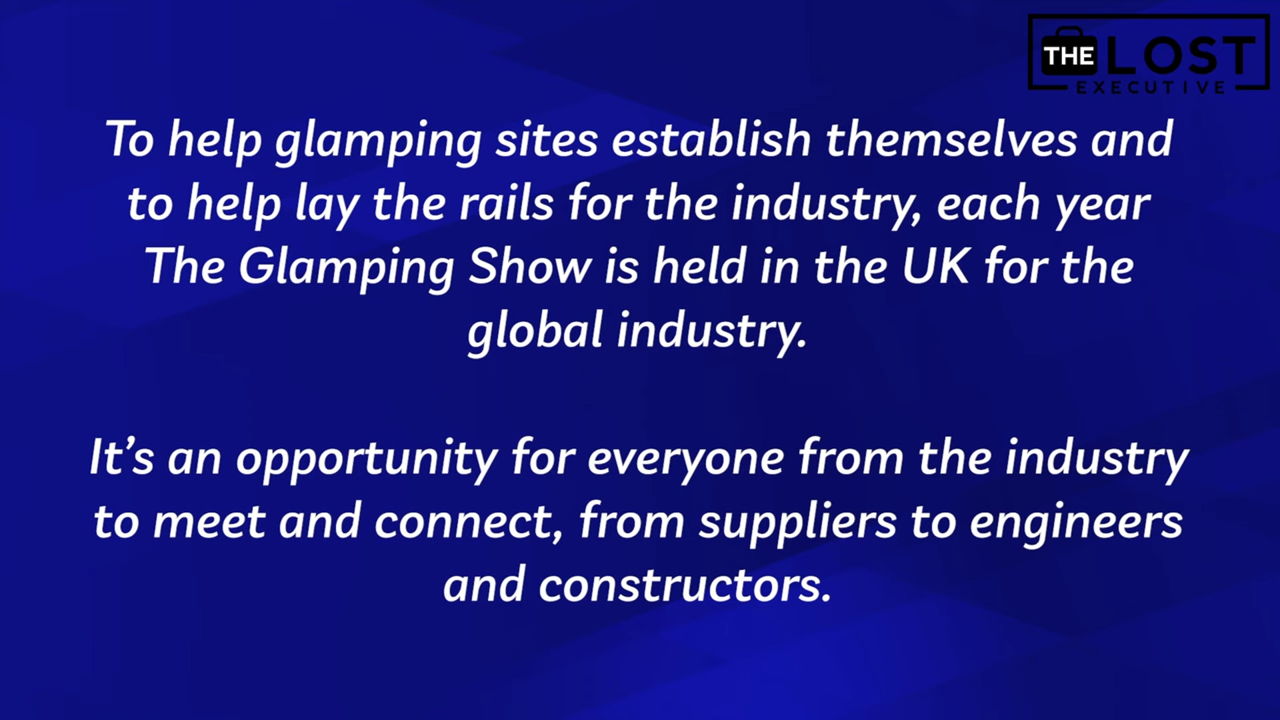 THE LOST
EXECUTIVE
To help glamping sites establish themselves and
to help lay the rails for the industry, each year
The Glamping Show is held in the UK for the
global industry.
It’s an opportunity for everyone from the industry
to meet and connect, from suppliers to engineers
and constructors.